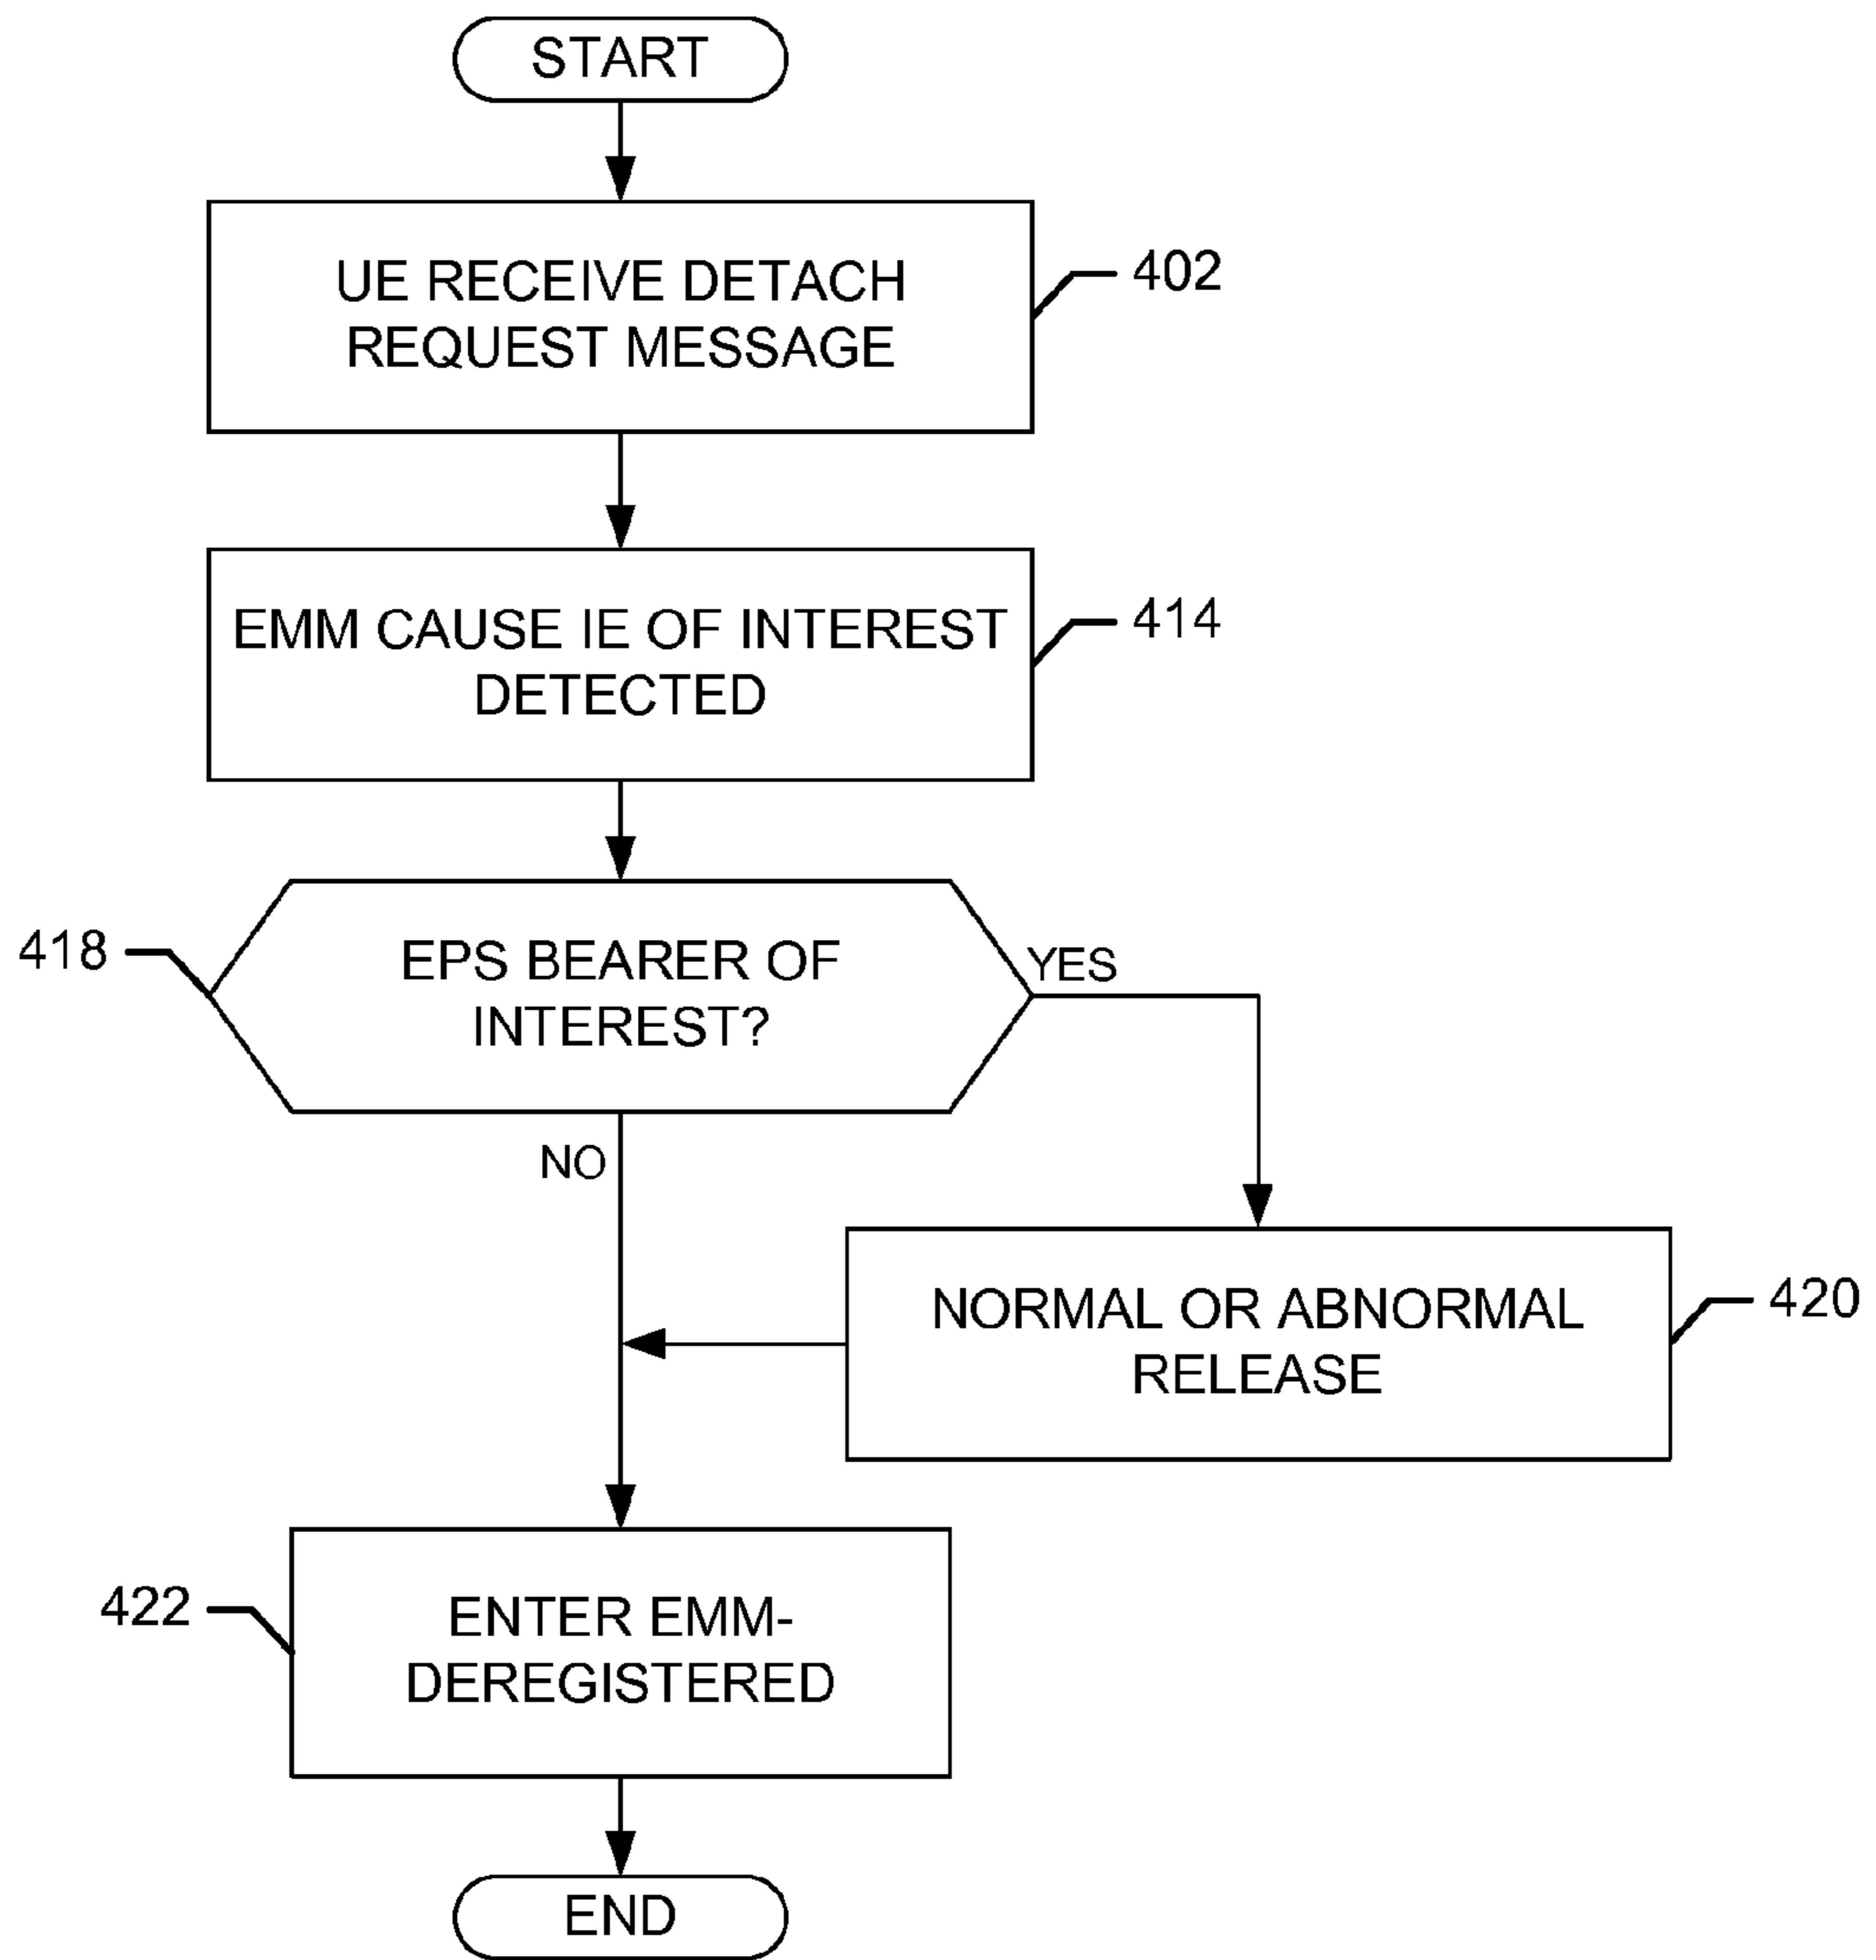 START
UE RECEIVE DETACH
REQUEST MESSAGE
402
EMM CAUSE IE OF INTEREST
DETECTED
414
418
EPS BEARER OF
INTEREST?
YES
NO
NORMAL OR ABNORMAL
RELEASE
420
422
ENTER EMM-
DEREGISTERED
END